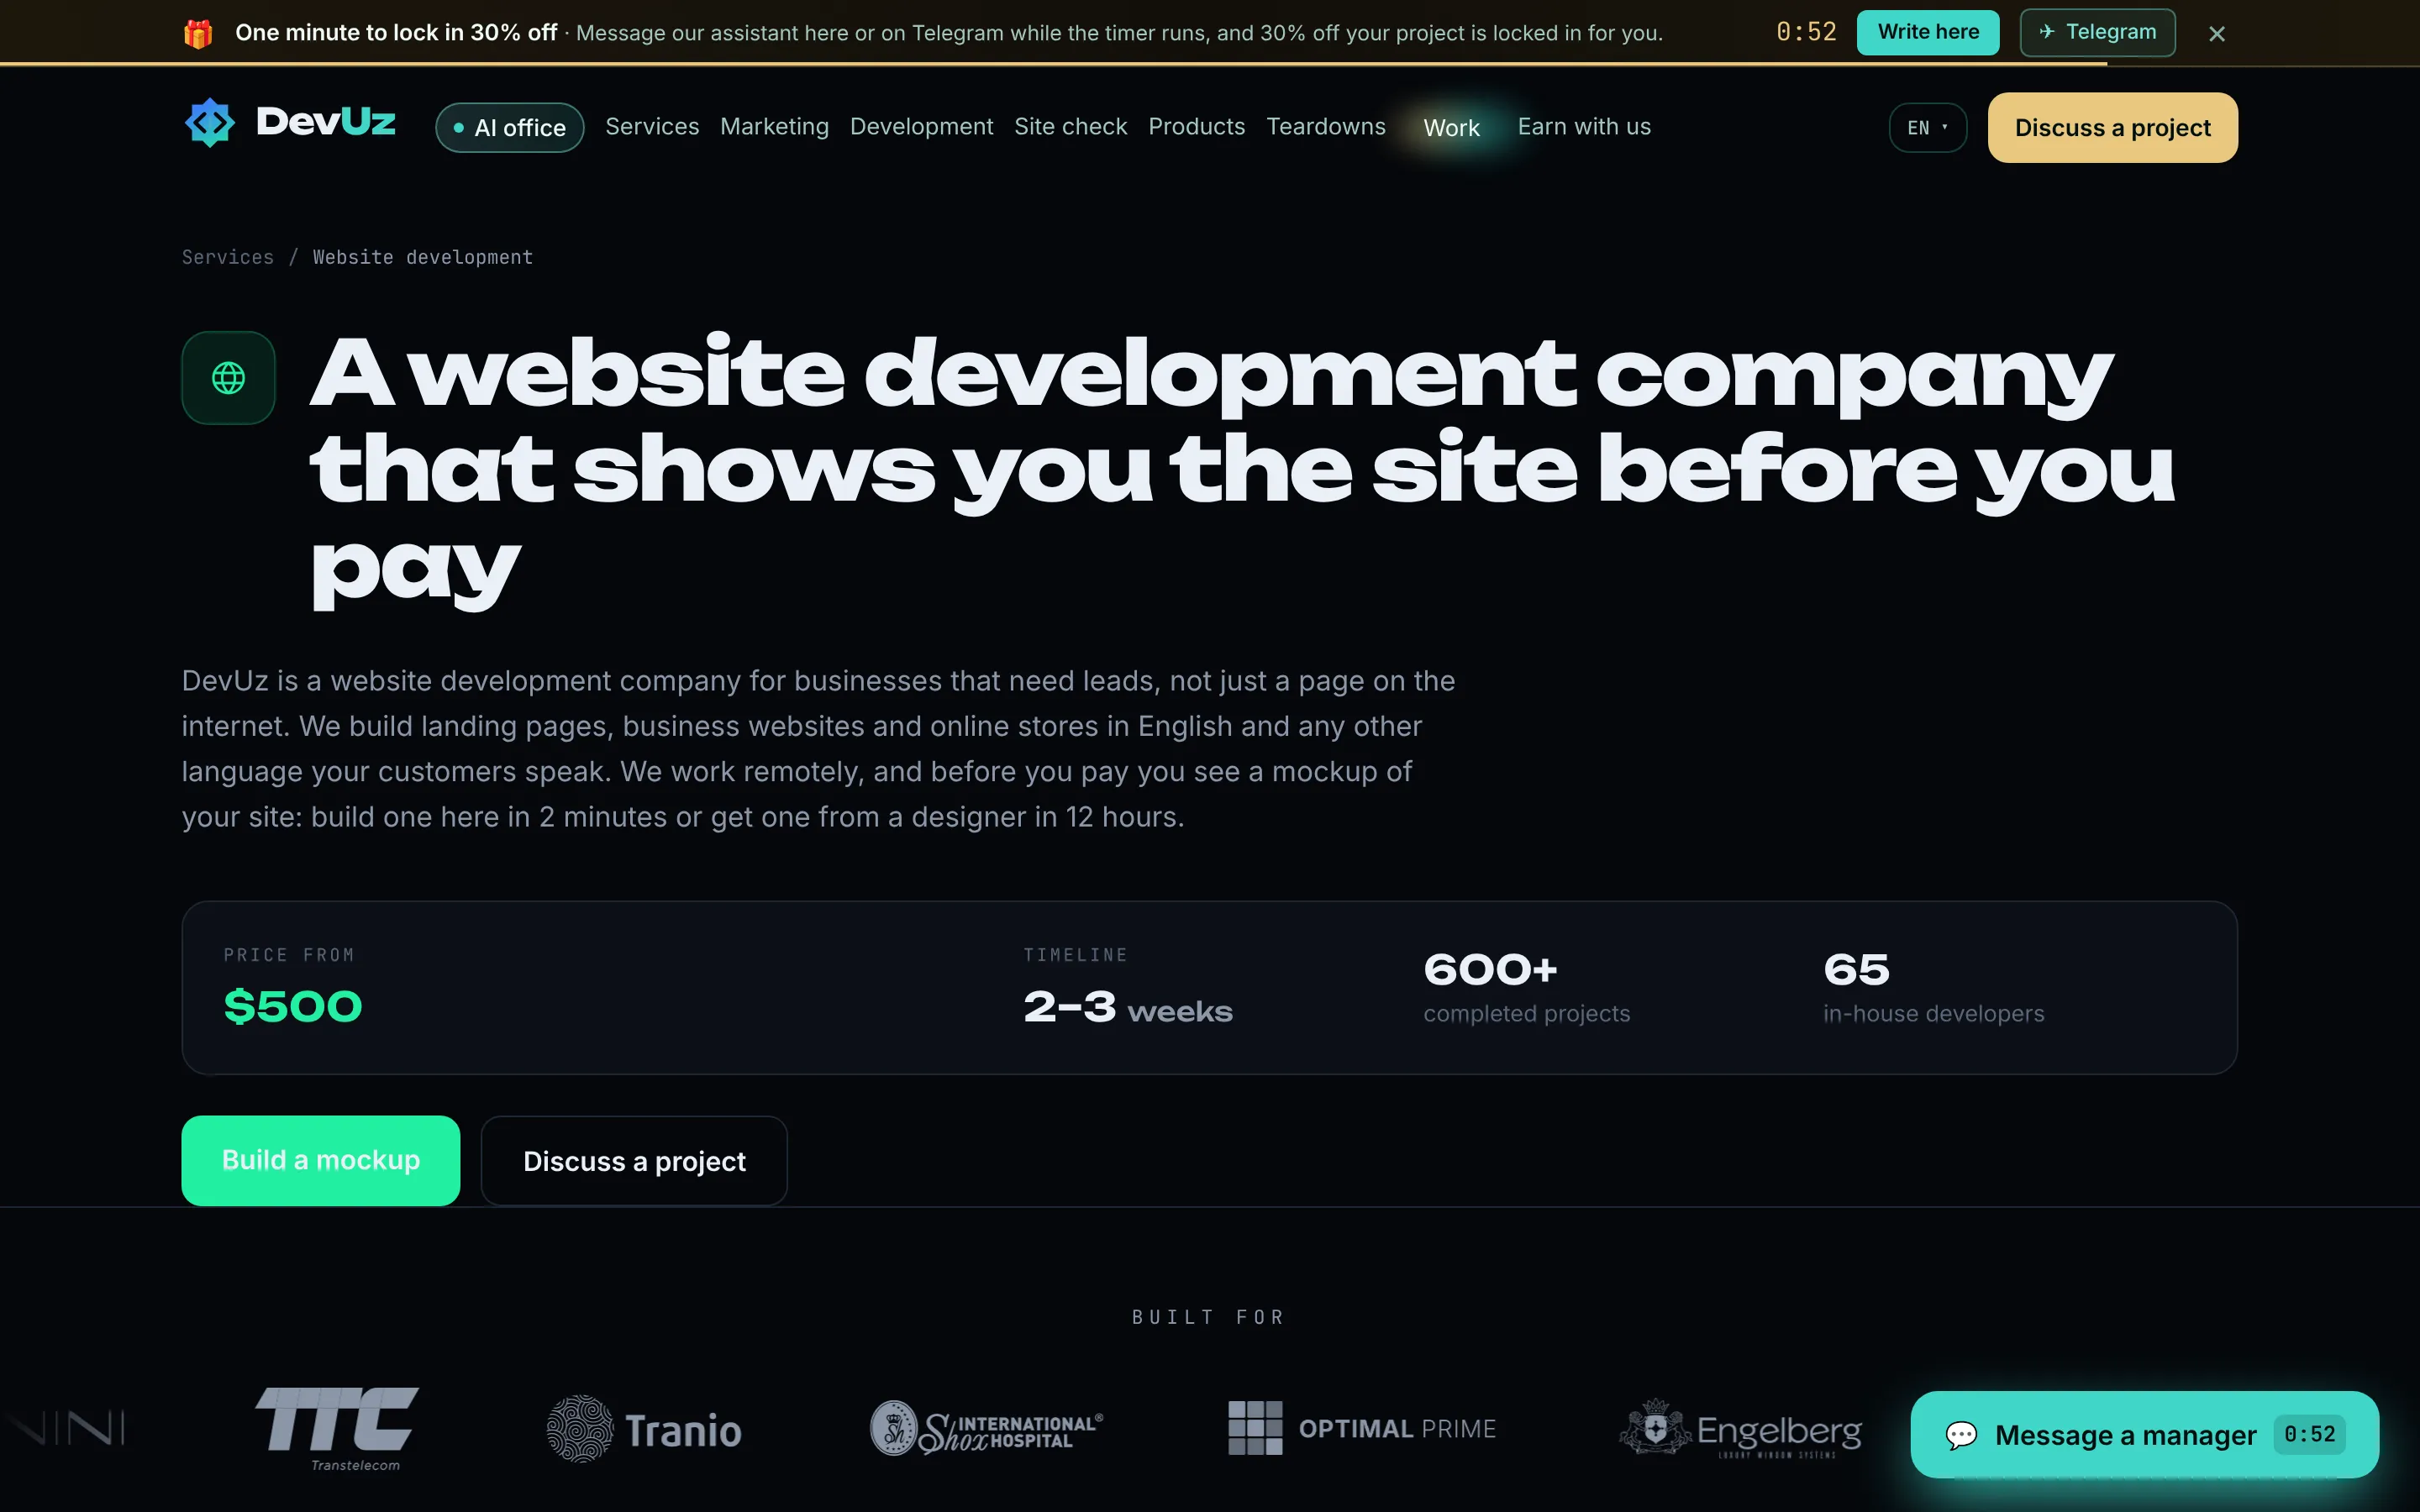 🎁 One minute to lock in 30% off · Message our assistant here or on Telegram while the timer runs, and 30% off your project is locked in for you. 0:52 Write here ✈ Telegram ✕
DevUz AI office Services Marketing Development Site check Products Teardowns Work Earn with us EN Discuss a project
Services / Website development
A website development company
that shows you the site before you
pay
DevUz is a website development company for businesses that need leads, not just a page on the
internet. We build landing pages, business websites and online stores in English and any other
language your customers speak. We work remotely, and before you pay you see a mockup of
your site: build one here in 2 minutes or get one from a designer in 12 hours.
PRICE FROM
$500
TIMELINE
2–3 weeks
600+
completed projects
65
in-house developers
Build a mockup Discuss a project
BUILT FOR
TTC
Transtelecom
Tranio
Sh
Shox INTERNATIONAL®
HOSPITAL
OPTIMAL PRIME
Engelberg
LUXURY WINDOW SYSTEMS
💬 Message a manager 0:52